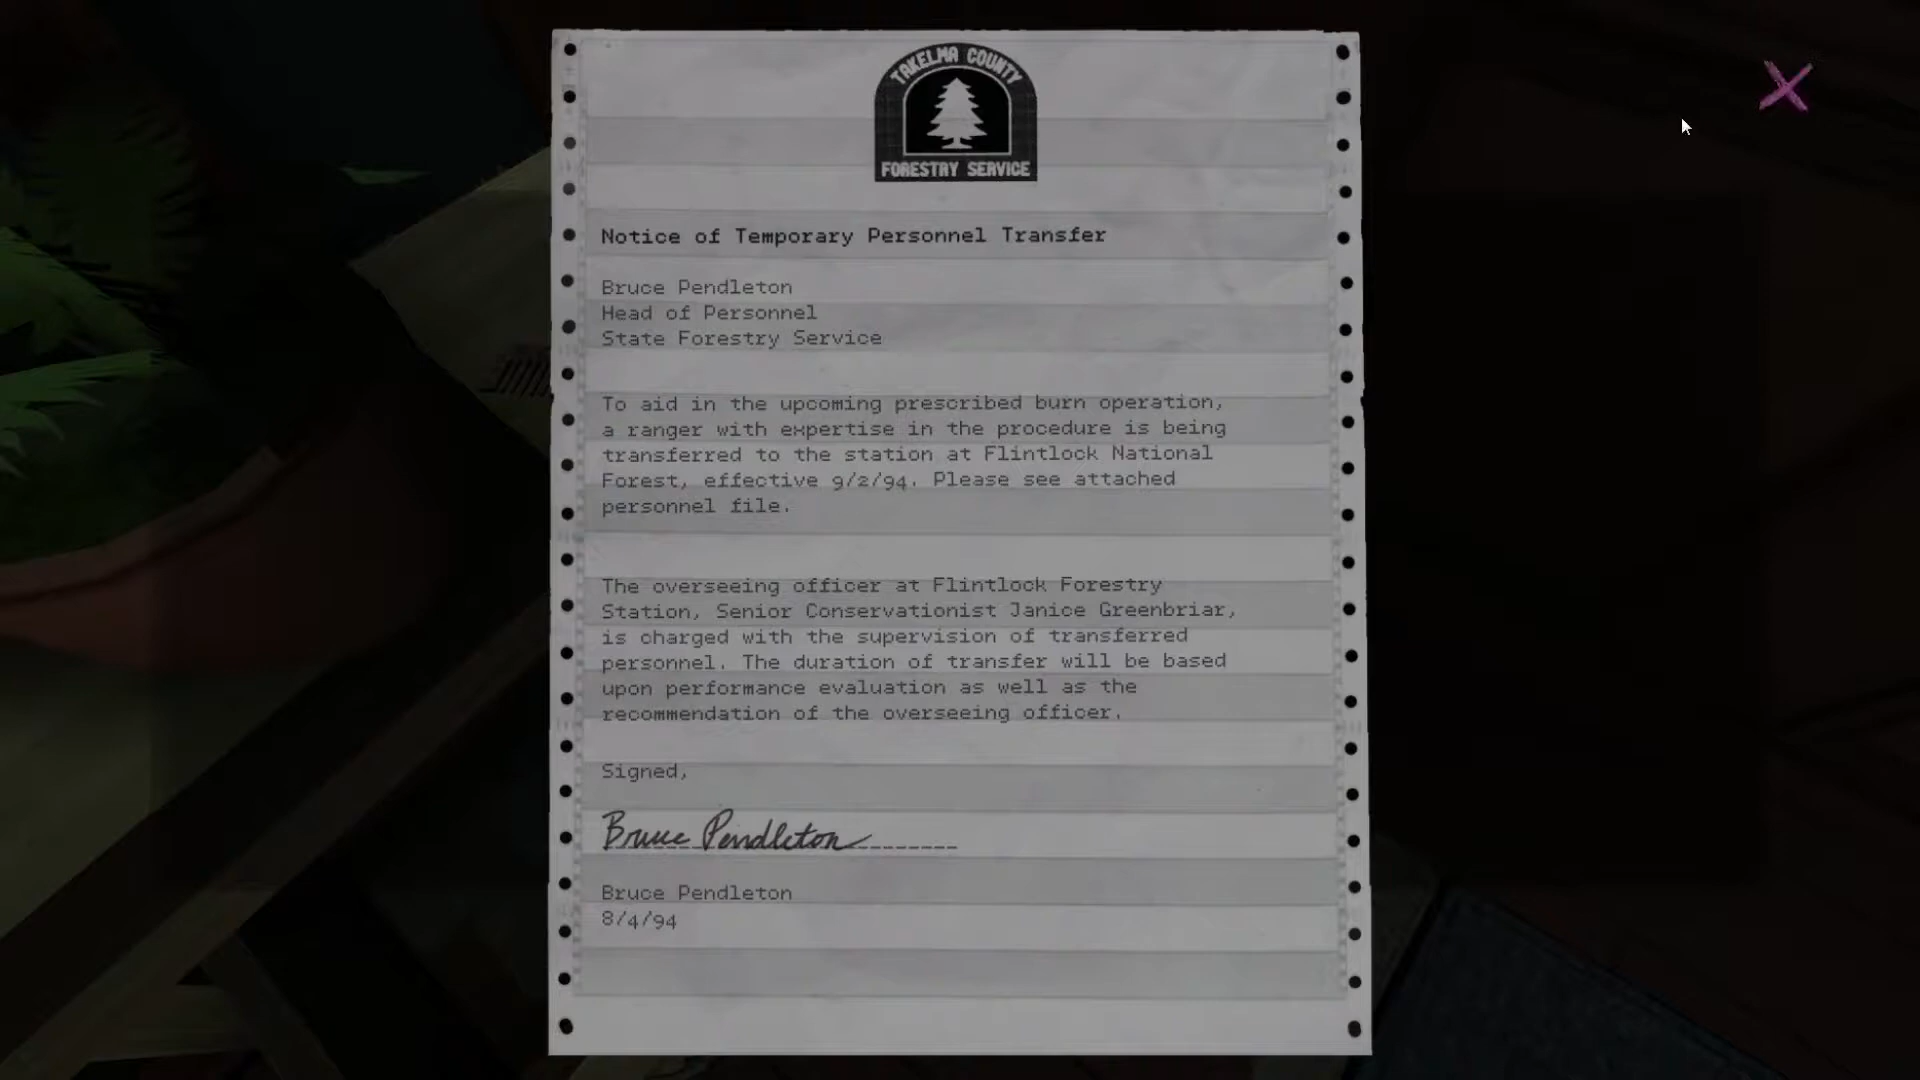 TAKELMA COUNTY
FORESTRY SERVICE
Notice of Temporary Personnel Transfer
Bruce Pendleton
Head of Personnel
State Forestry Service
To aid in the upcoming prescribed burn operation,
a ranger with expertise in the procedure is being
transferred to the station at Flintlock National
Forest, effective 9/2/94. Please see attached
personnel file.
The overseeing officer at Flintlock Forestry
Station, Senior Conservationist Janice Greenbriar,
is charged with the supervision of transferred
personnel. The duration of transfer will be based
upon performance evaluation as well as the
recommendation of the overseeing officer.
Signed,
Bruce Pendleton
Bruce Pendleton
8/4/94